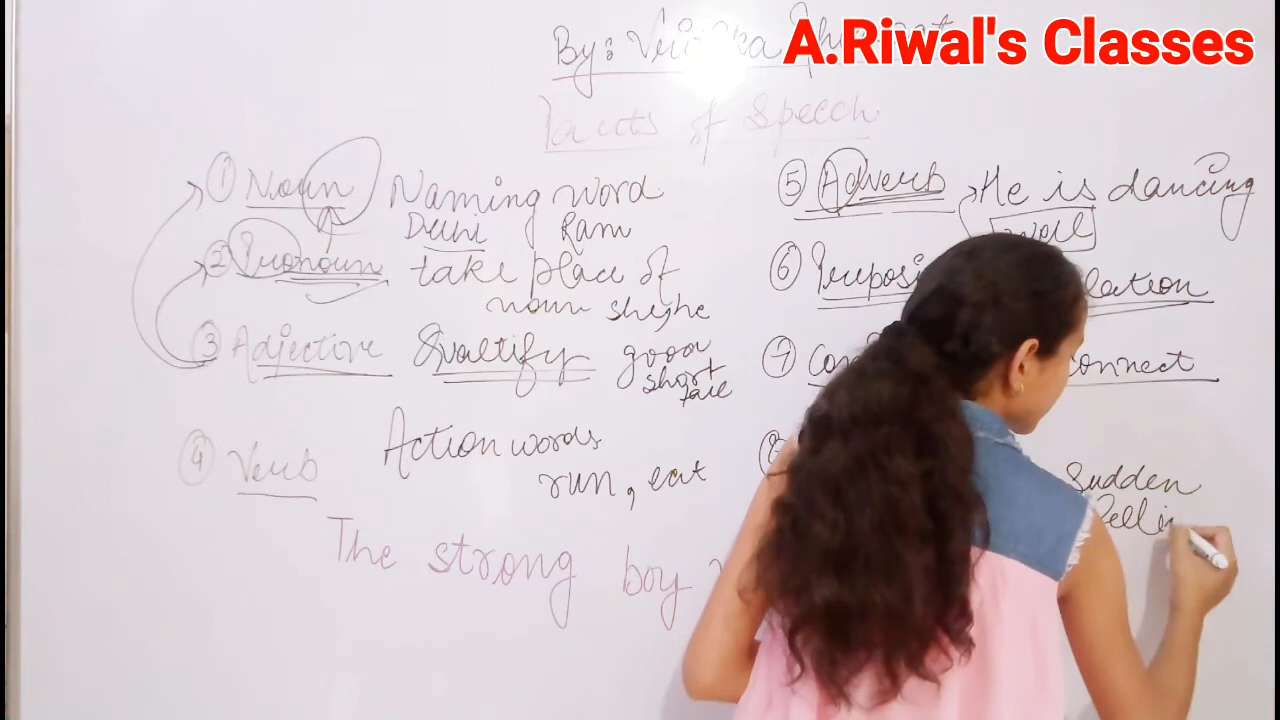 By:
A.Riwal's Classes
Parts of Speech
① Noun Naming word
Delhi Ram
② Pronoun take place of
noun she, he
③ Adjective Qualtify good
short
④ Verb Action words
run, eat
The strong boy
⑤ Adverb He is dancing
well
⑥
⑦ connect
⑧
Sudden